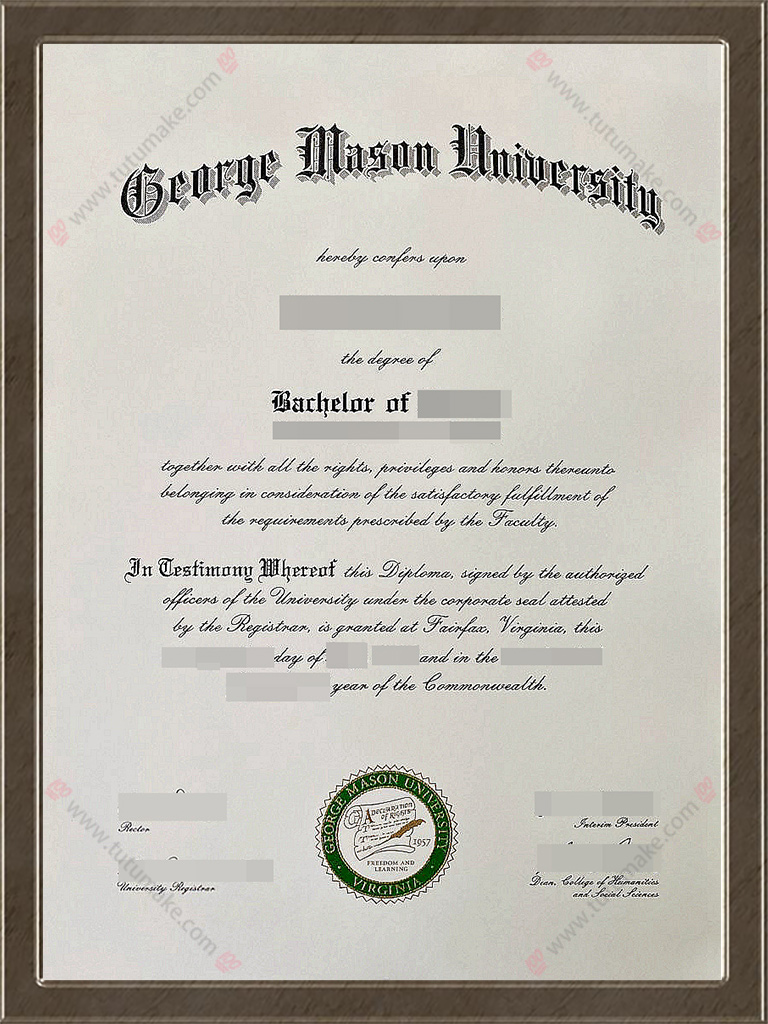 www.tutumake.com
www.tutumake.com
George Mason University
hereby confers upon
the degree of
Bachelor of
together with all the rights, privileges and honors thereunto
belonging in consideration of the satisfactory fulfillment of
the requirements prescribed by the Faculty.
In Testimony Whereof this Diploma, signed by the authorized
officers of the University under the corporate seal attested
by the Registrar, is granted at Fairfax, Virginia, this
day of and in the
year of the Commonwealth.
GEORGE MASON UNIVERSITY
A DECLARATION
OF RIGHTS
1957
FREEDOM AND
LEARNING
VIRGINIA
Rector
Interim President
University Registrar
Dean, College of Humanities
and Social Sciences
www.tutumake.com
www.tutumake.com